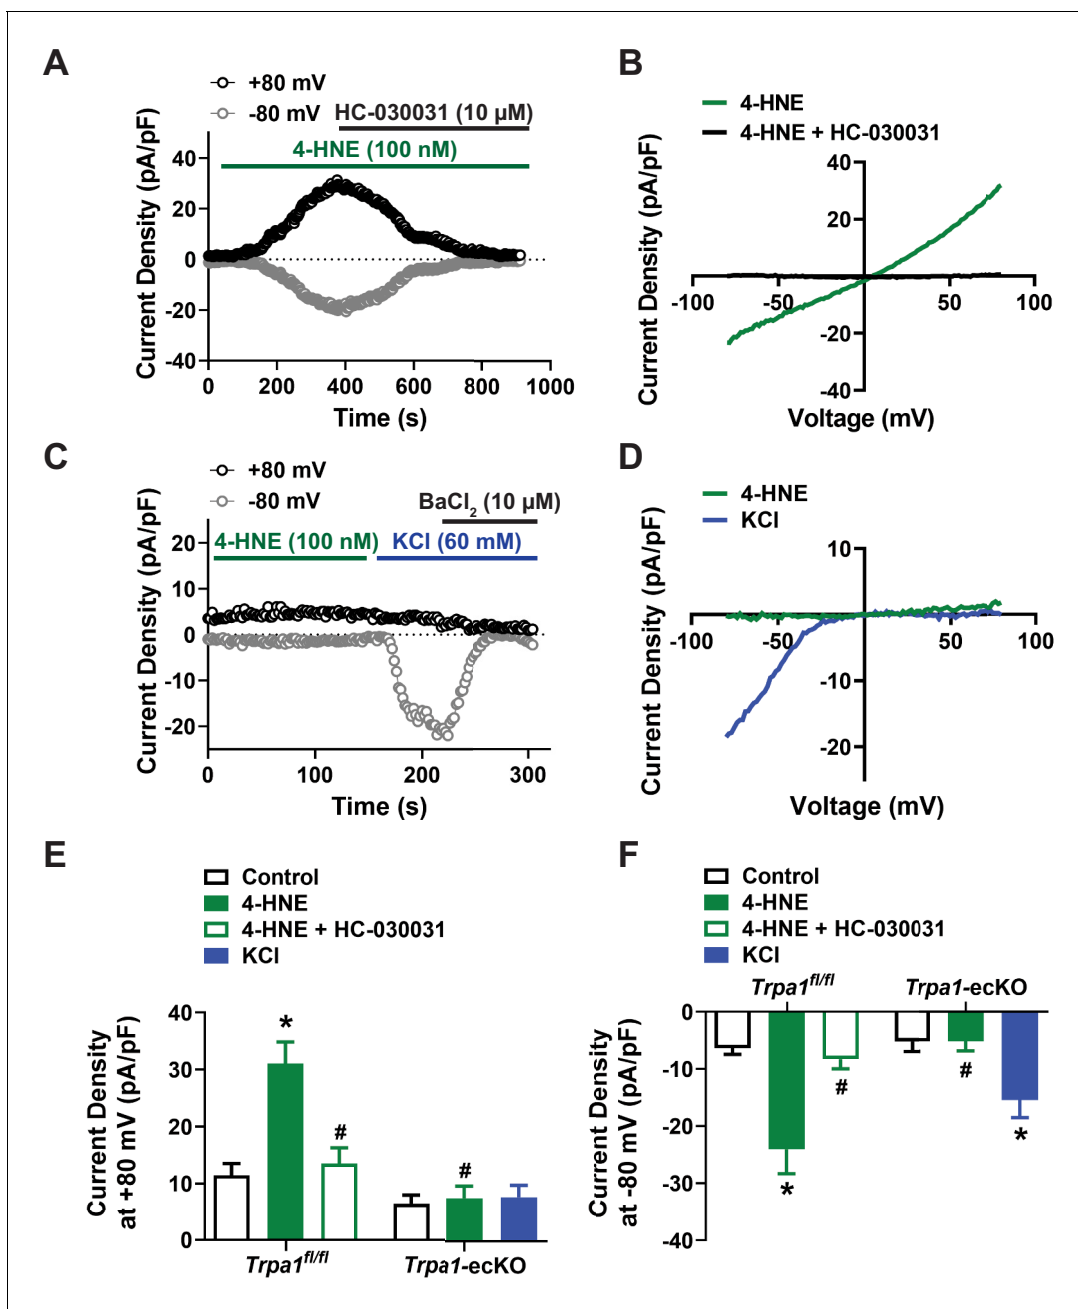 A
+80 mV
-80 mV
HC-030031 (10 µM)
4-HNE (100 nM)
Current Density (pA/pF)
40
20
0
-20
-40
0 200 400 600 800 1000
Time (s)
B
4-HNE
4-HNE + HC-030031
Current Density (pA/pF)
40
20
-100 -50 50 100
-20
-40
Voltage (mV)
C
+80 mV
-80 mV
BaCl2 (10 µM)
4-HNE (100 nM) KCl (60 mM)
Current Density (pA/pF)
20
10
0
-10
-20
0 100 200 300
Time (s)
D
4-HNE
KCl
Current Density (pA/pF)
10
-100 -50 50 100
-10
-20
Voltage (mV)
E
Control
4-HNE
4-HNE + HC-030031
KCl
Current Density
at +80 mV (pA/pF)
40
30
20
10
0
* # #
Trpa1fl/fl Trpa1-ecKO
F
Control
4-HNE
4-HNE + HC-030031
KCl
Trpa1fl/fl Trpa1-ecKO
Current Density
at -80 mV (pA/pF)
0
-10
-20
-30
-40
* # # *